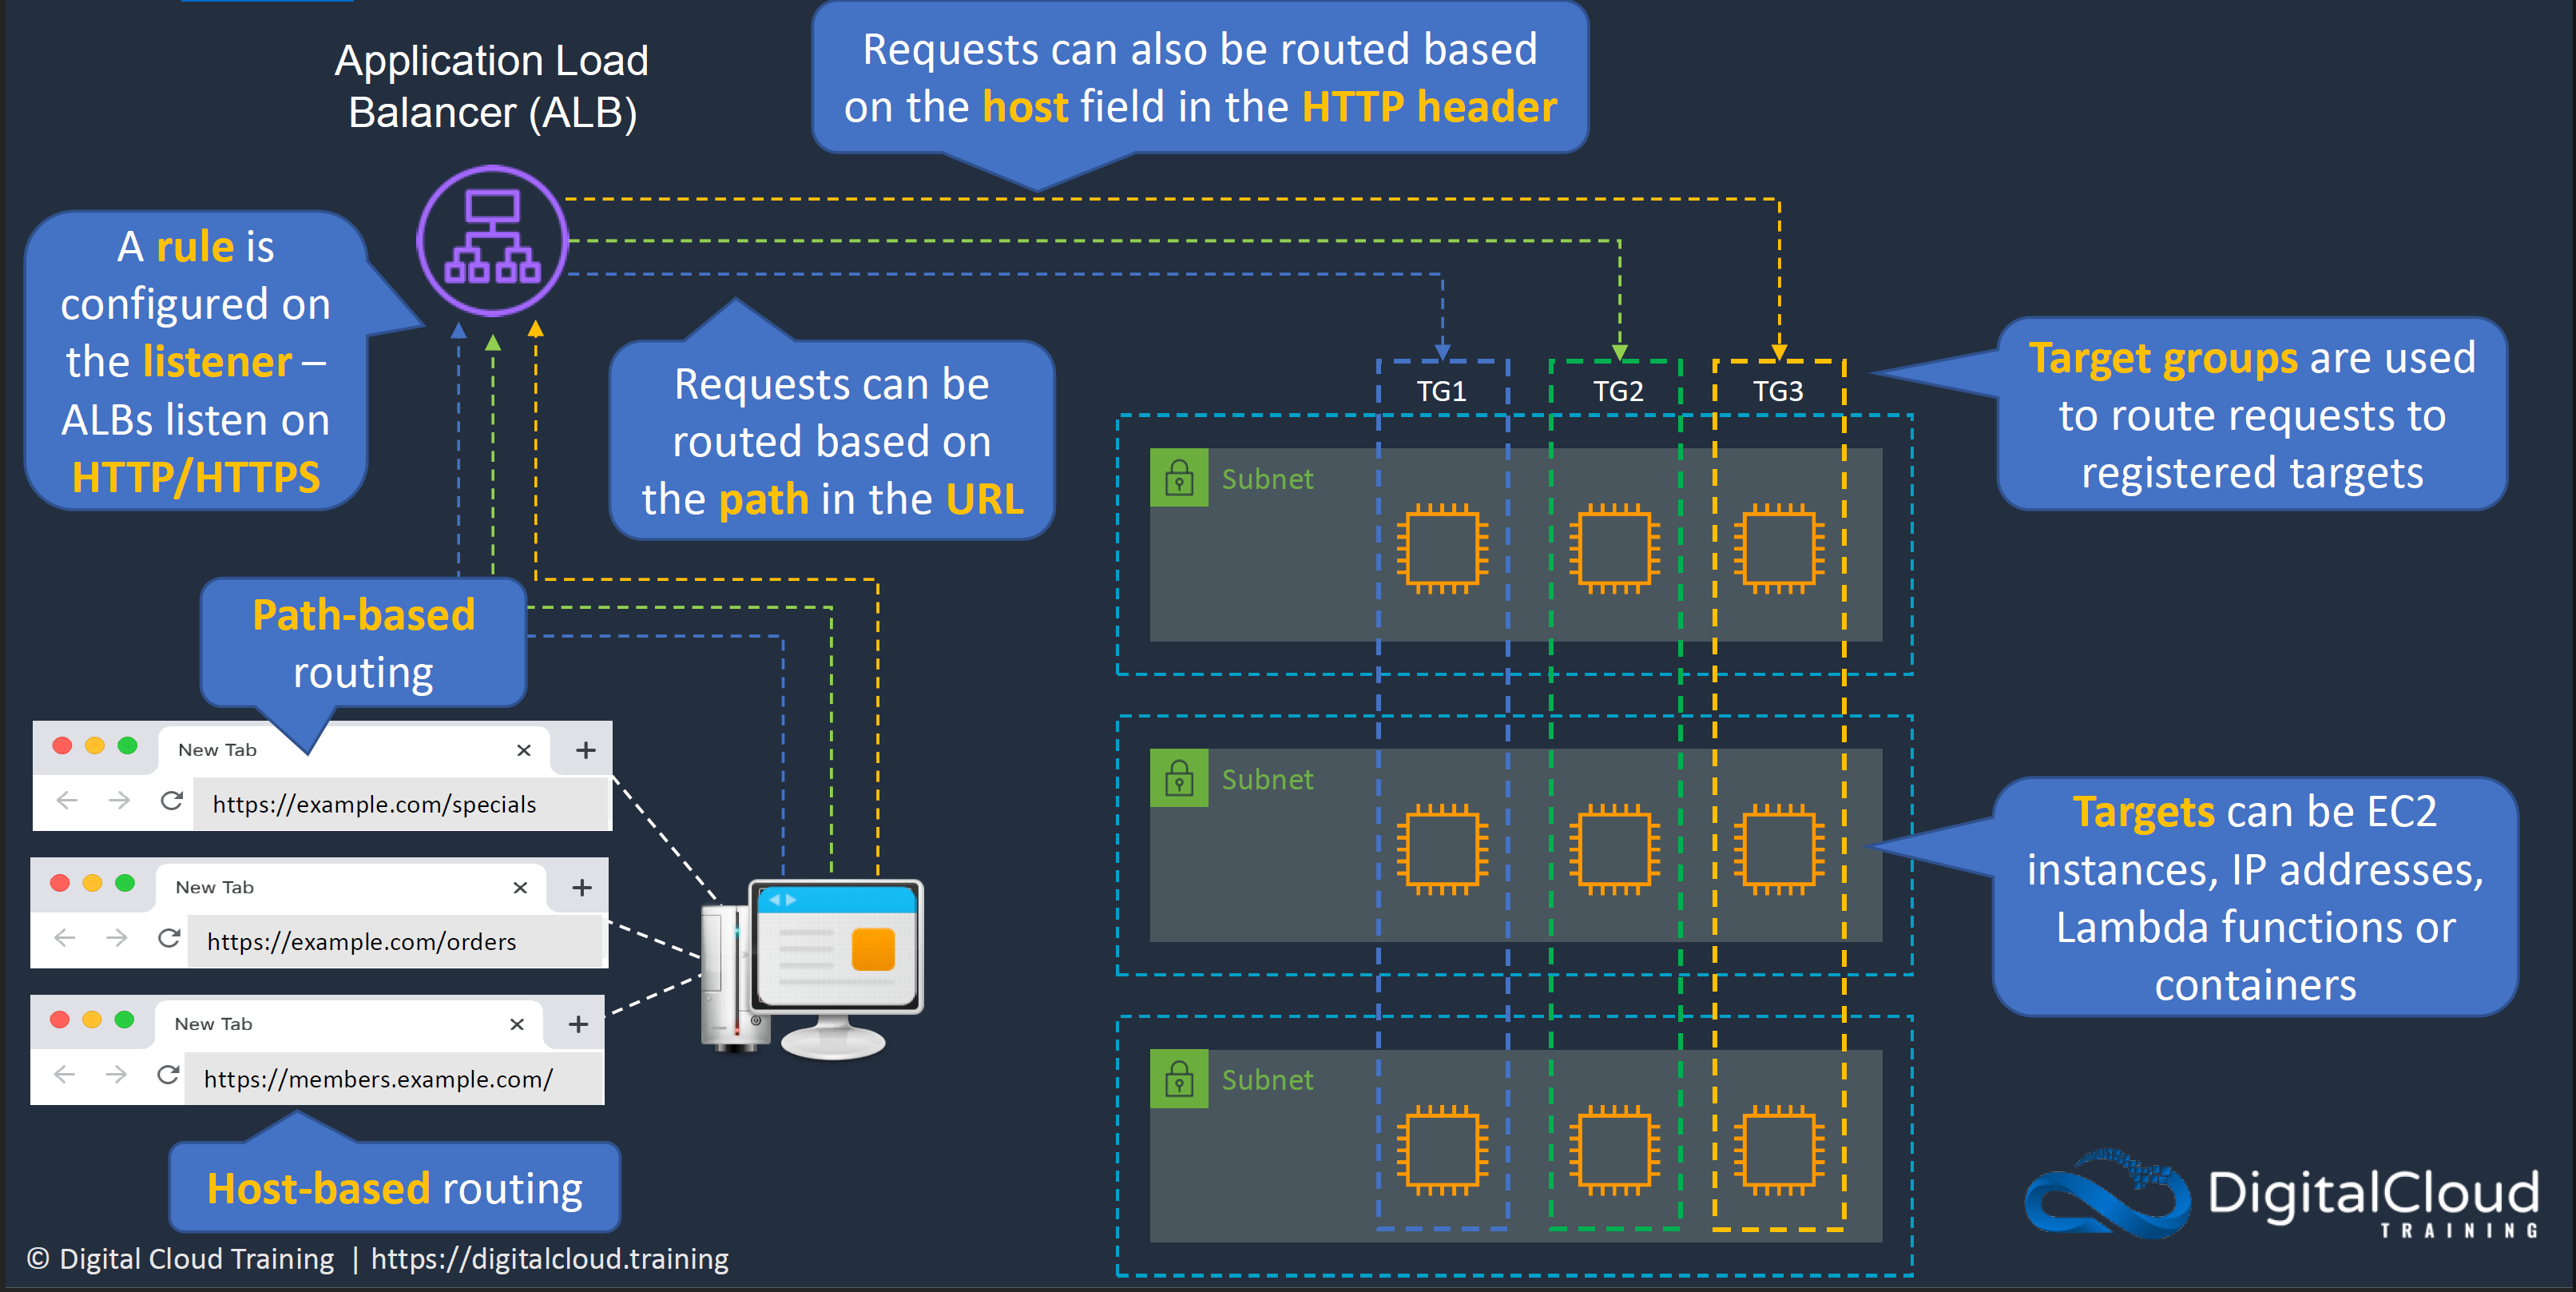 Application Load
Balancer (ALB)
Requests can also be routed based
on the host field in the HTTP header
A rule is
configured on
the listener –
ALBs listen on
HTTP/HTTPS
Requests can be
routed based on
the path in the URL
TG1
TG2
TG3
Target groups are used
to route requests to
registered targets
Subnet
Path-based
routing
New Tab
https://example.com/specials
Subnet
Targets can be EC2
instances, IP addresses,
Lambda functions or
containers
New Tab
https://example.com/orders
New Tab
https://members.example.com/
Subnet
Host-based routing
DigitalCloud
TRAINING
© Digital Cloud Training | https://digitalcloud.training